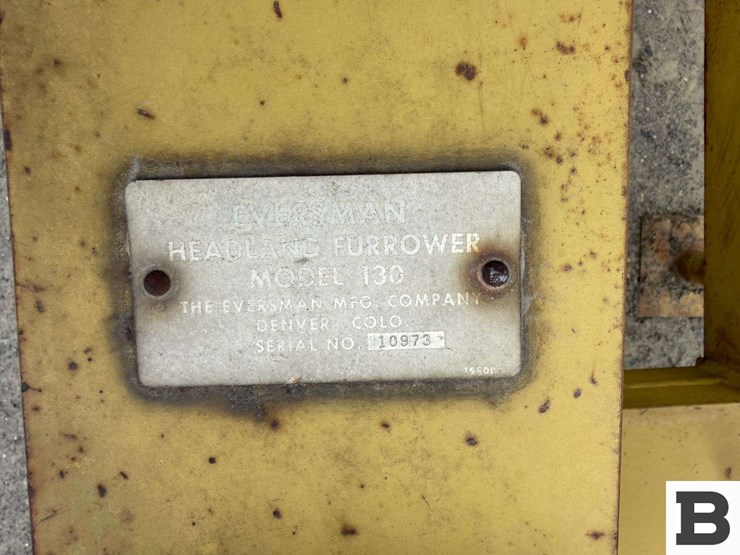 EVERSMAN
HEADLAND FURROWER
MODEL 130
THE EVERSMAN MFG. COMPANY
DENVER COLO.
SERIAL NO. 10973
B